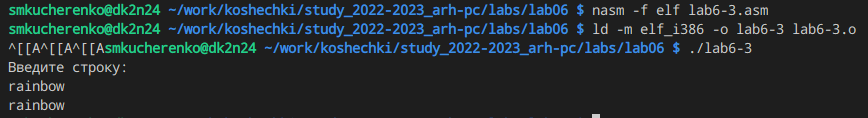 smkucherenko@dk2n24 ~/work/koshechki/study_2022-2023_arh-pc/labs/lab06 $ nasm -f elf lab6-3.asm
smkucherenko@dk2n24 ~/work/koshechki/study_2022-2023_arh-pc/labs/lab06 $ ld -m elf_i386 -o lab6-3 lab6-3.o
^[[A^[[A^[[Asmkucherenko@dk2n24 ~/work/koshechki/study_2022-2023_arh-pc/labs/lab06 $ ./lab6-3
Введите строку:
rainbow
rainbow